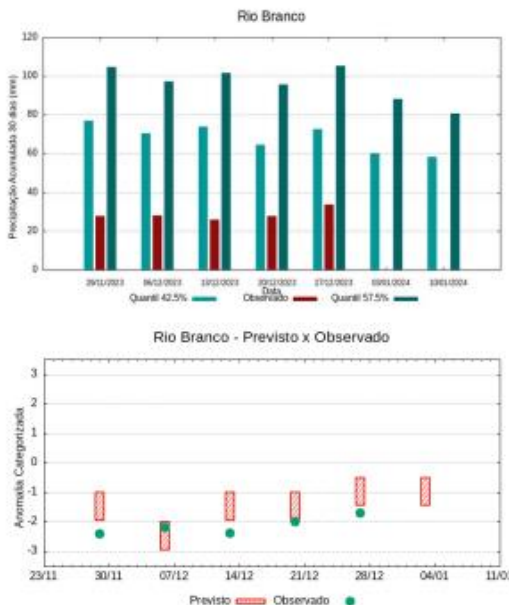 Rio Branco
Precipitação Acumulada 30 dias (mm)
120
100
80
60
40
20
0
29/11/2023 06/12/2023 13/12/2023 20/12/2023 27/12/2023 03/01/2024 10/01/2024
Data
Quantil 42.5% Observado Quantil 57.5%
Rio Branco - Previsto x Observado
Anomalia Categorizada
3
2
1
0
-1
-2
-3
23/11 30/11 07/12 14/12 21/12 28/12 04/01 11/01
Previsto Observado